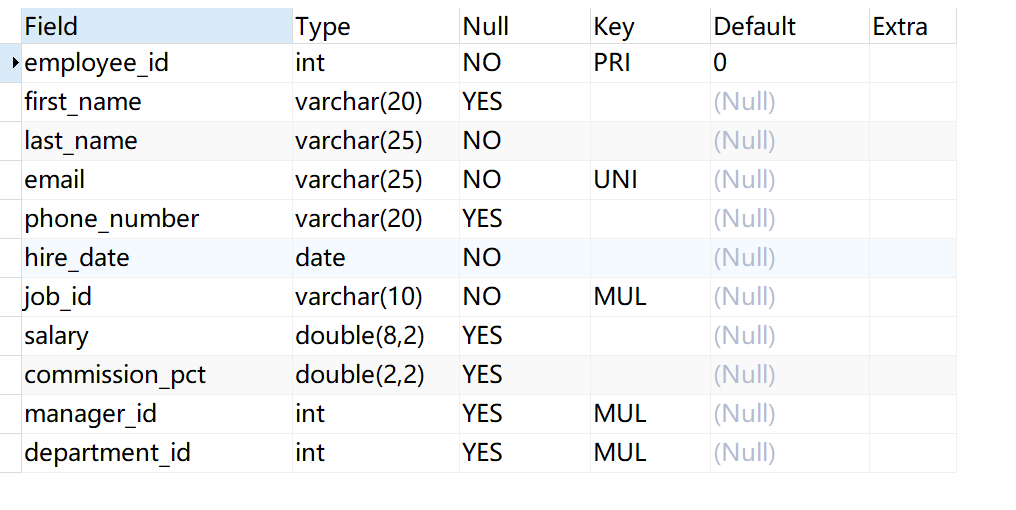 Field Type Null Key Default Extra
employee_id int NO PRI 0
first_name varchar(20) YES (Null)
last_name varchar(25) NO (Null)
email varchar(25) NO UNI (Null)
phone_number varchar(20) YES (Null)
hire_date date NO (Null)
job_id varchar(10) NO MUL (Null)
salary double(8,2) YES (Null)
commission_pct double(2,2) YES (Null)
manager_id int YES MUL (Null)
department_id int YES MUL (Null)